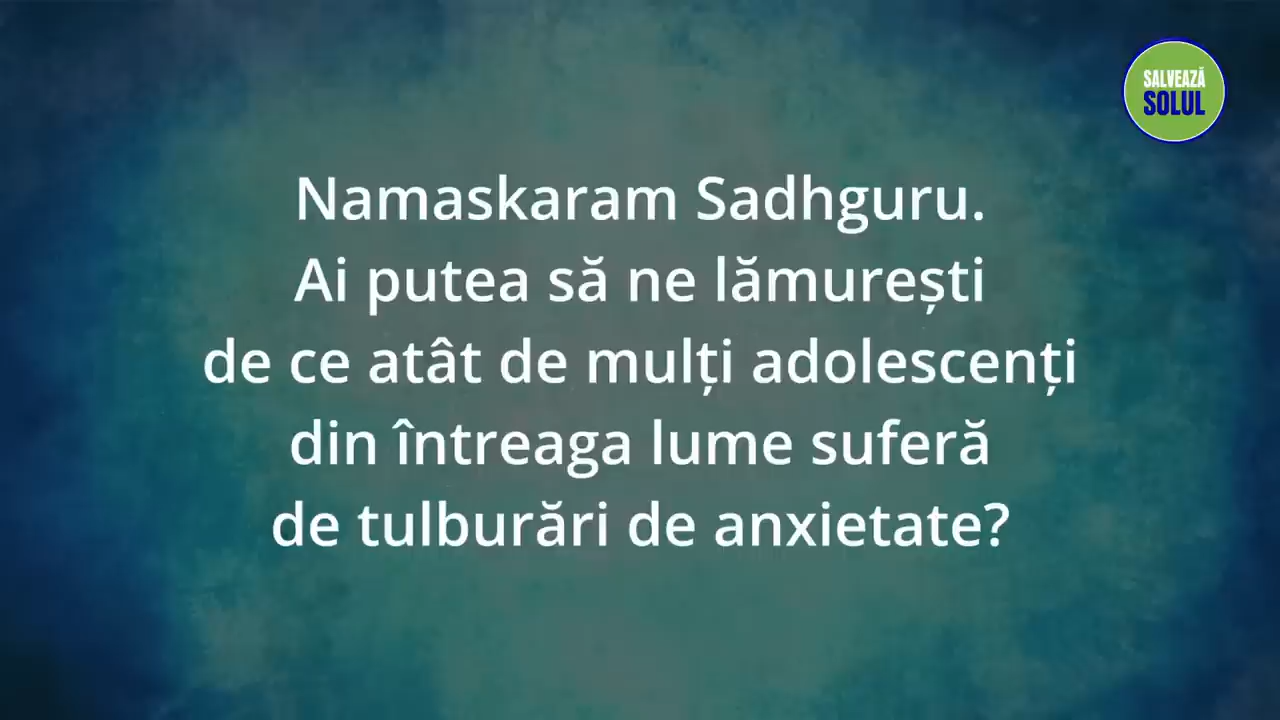 SALVEAZĂ
SOLUL
Namaskaram Sadhguru.
Ai putea să ne lămurești
de ce atât de mulți adolescenți
din întreaga lume suferă
de tulburări de anxietate?